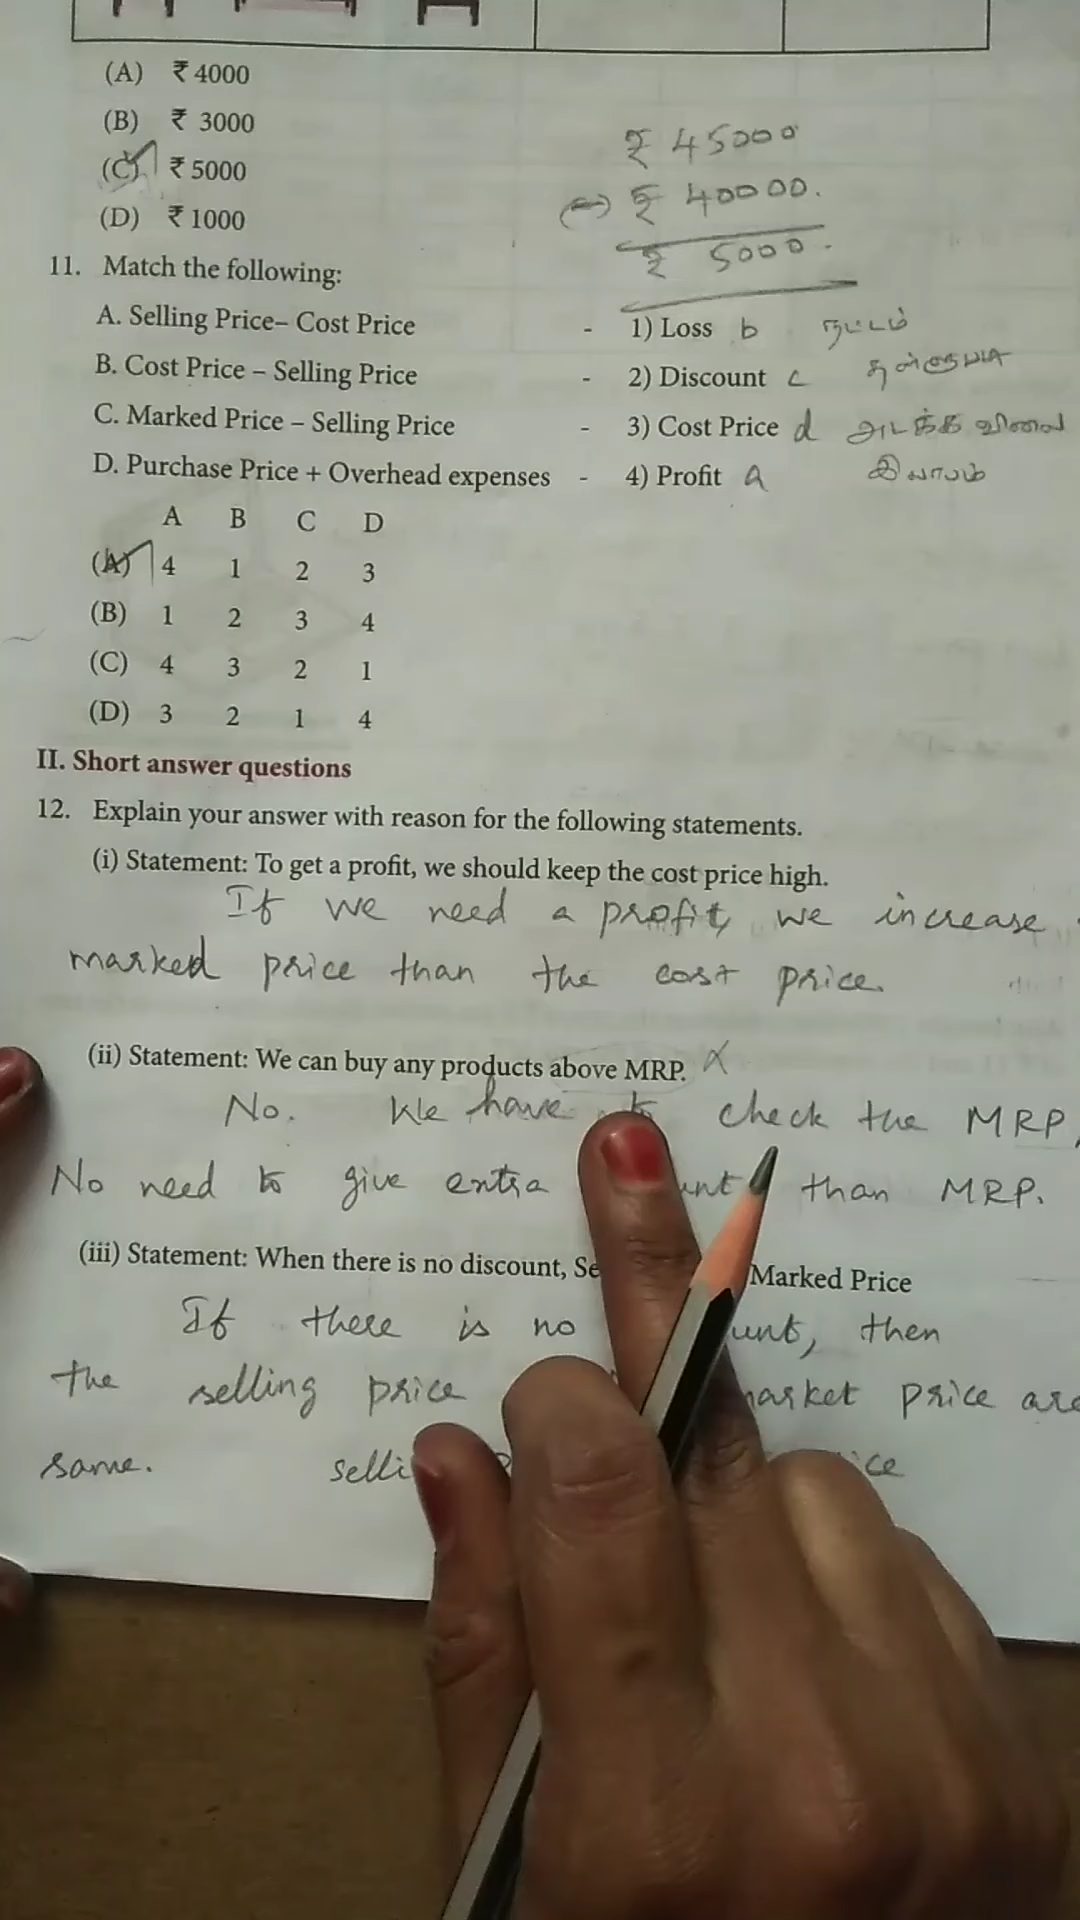 (A) ₹ 4000
(B) ₹ 3000
(C) ₹ 5000
(D) ₹ 1000
₹ 45000
(-) ₹ 40000.
₹ 5000.
11. Match the following:
A. Selling Price– Cost Price - 1) Loss b நட்டம்
B. Cost Price – Selling Price - 2) Discount c தள்ளுபடி
C. Marked Price – Selling Price - 3) Cost Price d அடக்க விலை
D. Purchase Price + Overhead expenses - 4) Profit a இலாபம்
A B C D
(A) 4 1 2 3
(B) 1 2 3 4
(C) 4 3 2 1
(D) 3 2 1 4
II. Short answer questions
12. Explain your answer with reason for the following statements.
(i) Statement: To get a profit, we should keep the cost price high.
If we need a profit, we increase
marked price than the cost price.
(ii) Statement: We can buy any products above MRP. X
No. We have to check the MRP,
No need to give extra than MRP.
(iii) Statement: When there is no discount, Marked Price
If there is no then
the selling price market price are
same.